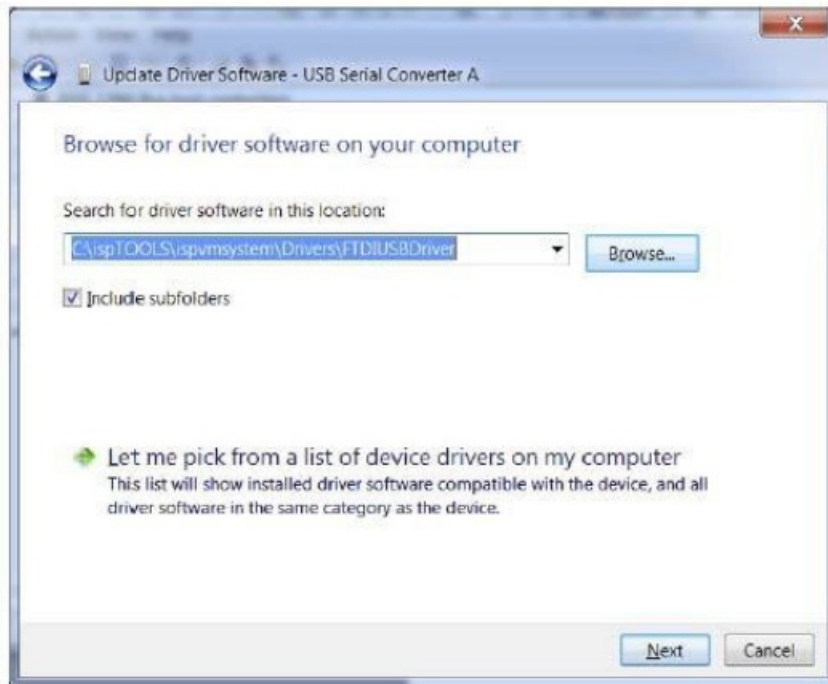 Update Driver Software - USB Serial Converter A
Browse for driver software on your computer
Search for driver software in this location:
C:\ispTOOLS\ispvmsystem\Drivers\FTDIUSBDriver
Browse...
Include subfolders
Let me pick from a list of device drivers on my computer
This list will show installed driver software compatible with the device, and all
driver software in the same category as the device.
Next Cancel